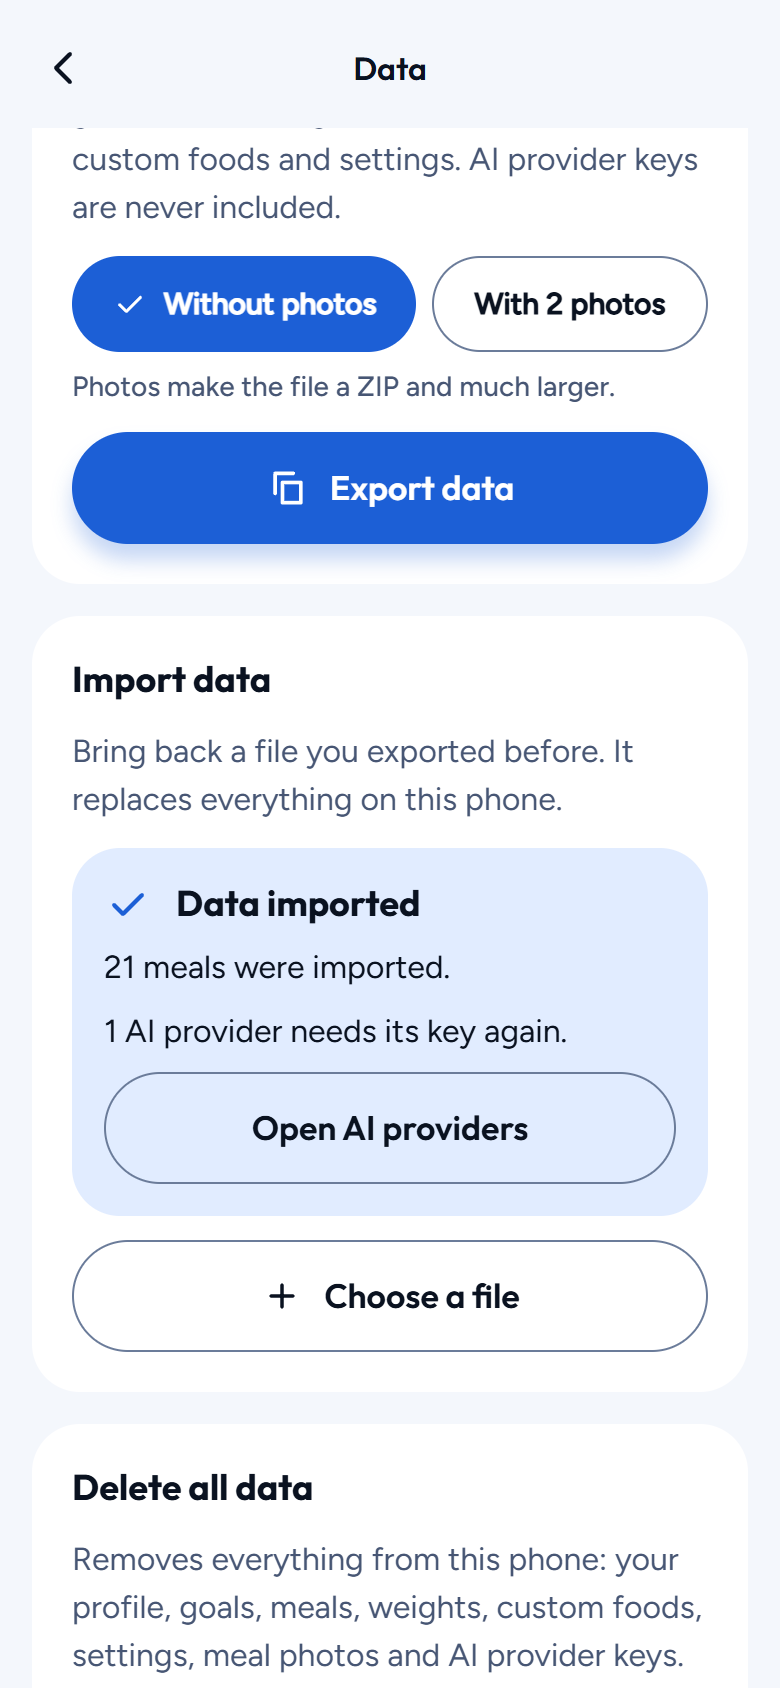 Data
custom foods and settings. AI provider keys
are never included.
Without photos
With 2 photos
Photos make the file a ZIP and much larger.
Export data
Import data
Bring back a file you exported before. It
replaces everything on this phone.
Data imported
21 meals were imported.
1 AI provider needs its key again.
Open AI providers
Choose a file
Delete all data
Removes everything from this phone: your
profile, goals, meals, weights, custom foods,
settings, meal photos and AI provider keys.